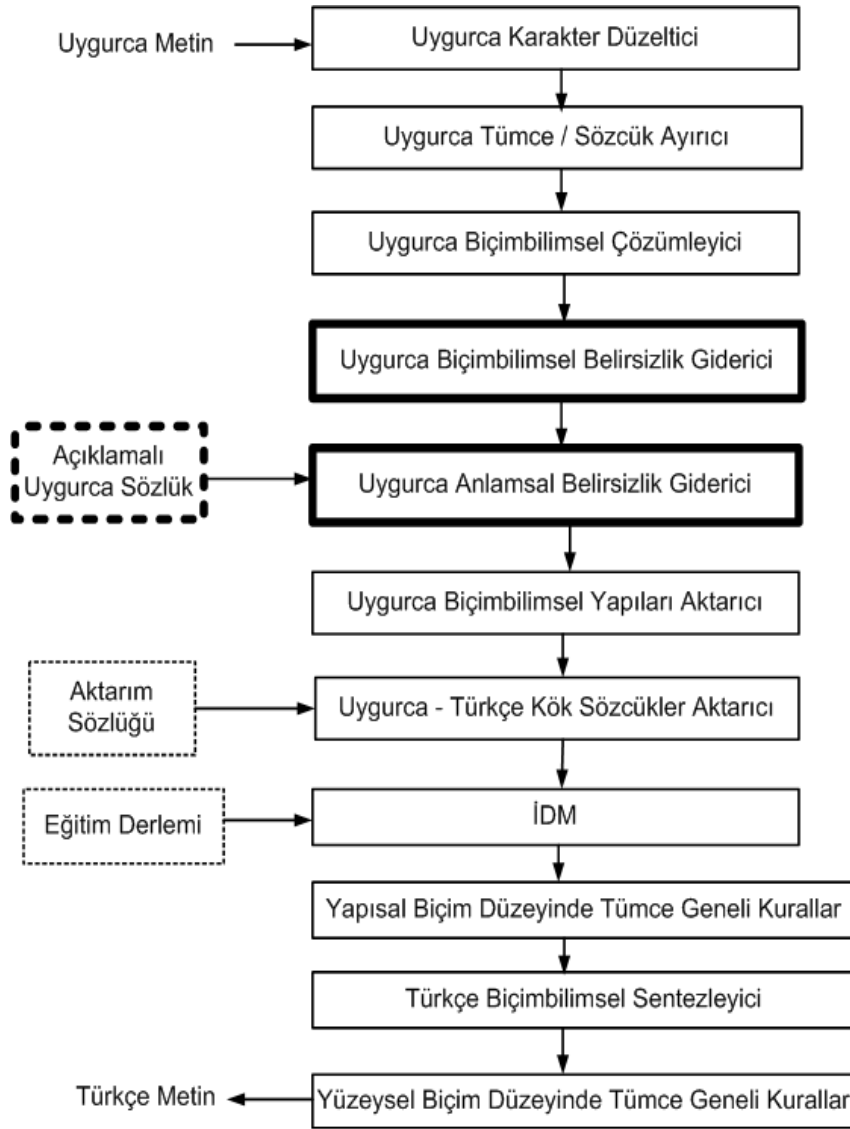 Uygurca Metin
Uygurca Karakter Düzeltici
Uygurca Tümce / Sözcük Ayırıcı
Uygurca Biçimbilimsel Çözümleyici
Uygurca Biçimbilimsel Belirsizlik Giderici
Açıklamalı
Uygurca Sözlük
Uygurca Anlamsal Belirsizlik Giderici
Uygurca Biçimbilimsel Yapıları Aktarıcı
Aktarım
Sözlüğü
Uygurca - Türkçe Kök Sözcükler Aktarıcı
Eğitim Derlemi
İDM
Yapısal Biçim Düzeyinde Tümce Geneli Kurallar
Türkçe Biçimbilimsel Sentezleyici
Türkçe Metin
Yüzeysel Biçim Düzeyinde Tümce Geneli Kurallar